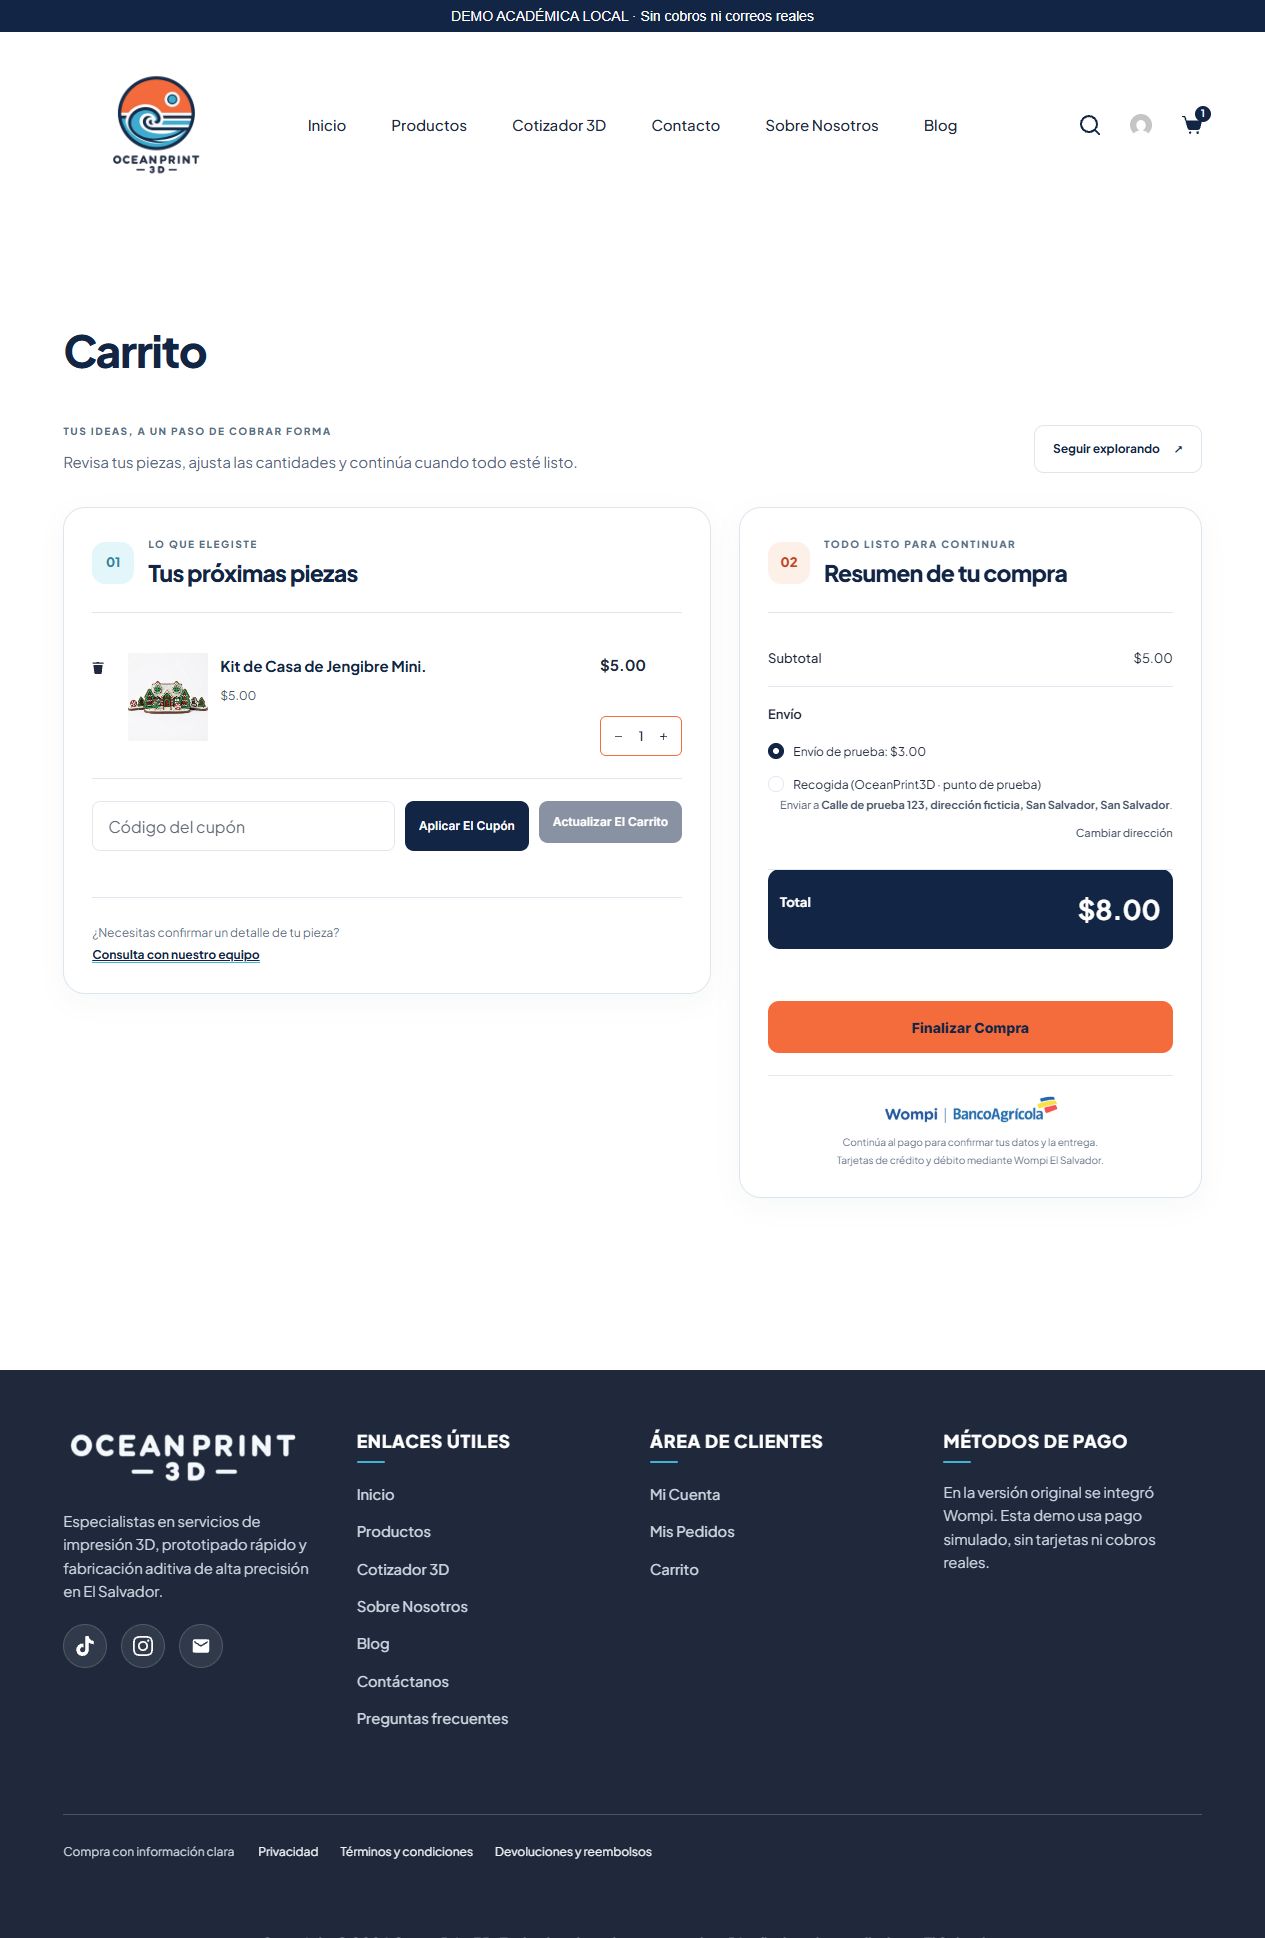 DEMO ACADÉMICA LOCAL · Sin cobros ni correos reales
OCEANPRINT
— 3D —
Inicio
Productos
Cotizador 3D
Contacto
Sobre Nosotros
Blog
1
Carrito
TUS IDEAS, A UN PASO DE COBRAR FORMA
Revisa tus piezas, ajusta las cantidades y continúa cuando todo esté listo.
Seguir explorando ↗
01
LO QUE ELEGISTE
Tus próximas piezas
Kit de Casa de Jengibre Mini.
$5.00
$5.00
− 1 +
Código del cupón
Aplicar El Cupón
Actualizar El Carrito
¿Necesitas confirmar un detalle de tu pieza?
Consulta con nuestro equipo
02
TODO LISTO PARA CONTINUAR
Resumen de tu compra
Subtotal
$5.00
Envío
Envío de prueba: $3.00
Recogida (OceanPrint3D · punto de prueba)
Enviar a Calle de prueba 123, dirección ficticia, San Salvador, San Salvador.
Cambiar dirección
Total
$8.00
Finalizar Compra
Wompi | BancoAgrícola
Continúa al pago para confirmar tus datos y la entrega.
Tarjetas de crédito y débito mediante Wompi El Salvador.
OCEANPRINT
— 3D —
Especialistas en servicios de
impresión 3D, prototipado rápido y
fabricación aditiva de alta precisión
en El Salvador.
ENLACES ÚTILES
Inicio
Productos
Cotizador 3D
Sobre Nosotros
Blog
Contáctanos
Preguntas frecuentes
ÁREA DE CLIENTES
Mi Cuenta
Mis Pedidos
Carrito
MÉTODOS DE PAGO
En la versión original se integró
Wompi. Esta demo usa pago
simulado, sin tarjetas ni cobros
reales.
Compra con información clara
Privacidad
Términos y condiciones
Devoluciones y reembolsos